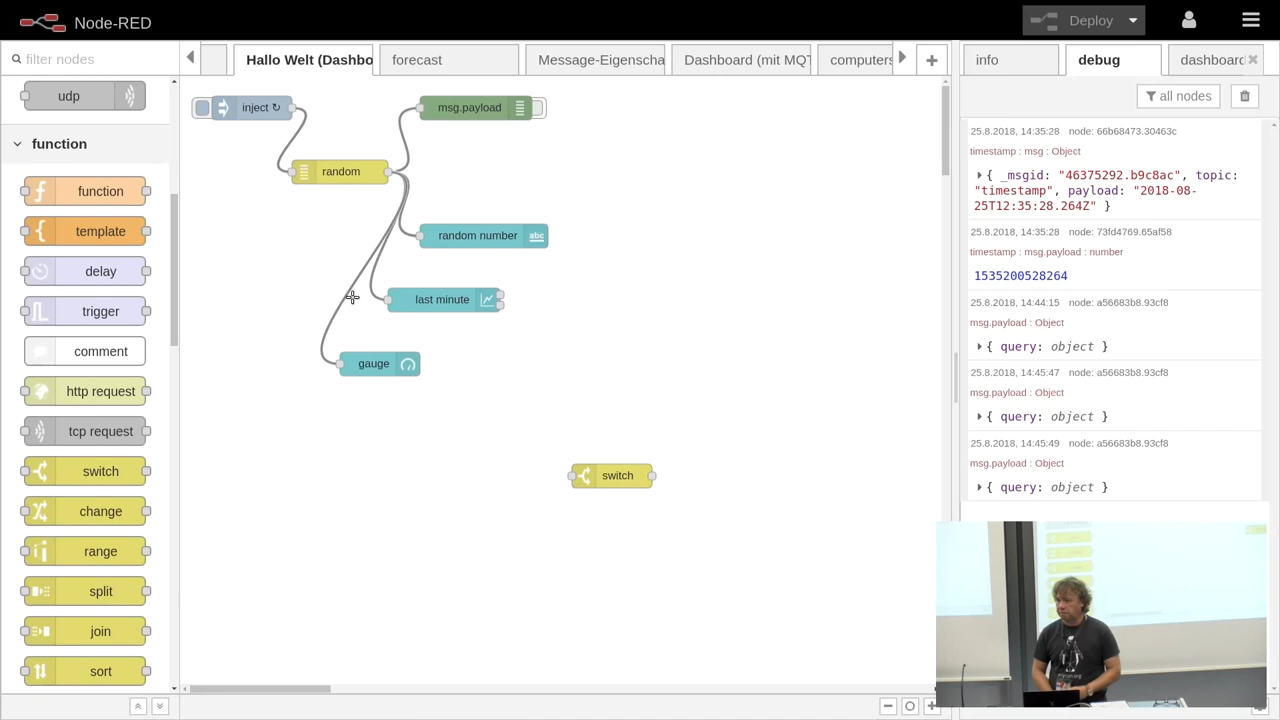 Node-RED
Deploy
filter nodes
Hallo Welt (Dashbo
forecast
Message-Eigenscha
Dashboard (mit MQT
computers
info
debug
dashboard
all nodes
udp
function
function
template
delay
trigger
comment
http request
tcp request
switch
change
range
split
join
sort
inject ↻
msg.payload
random
random number
abc
last minute
gauge
switch
25.8.2018, 14:35:28 node: 66b68473.30463c
timestamp : msg : Object
{ _msgid: "46375292.b9c8ac", topic:
"timestamp", payload: "2018-08-
25T12:35:28.264Z" }
25.8.2018, 14:35:28 node: 73fd4769.65af58
timestamp : msg.payload : number
1535200528264
25.8.2018, 14:44:15 node: a56683b8.93cf8
msg.payload : Object
{ query: object }
25.8.2018, 14:45:47 node: a56683b8.93cf8
msg.payload : Object
{ query: object }
25.8.2018, 14:45:49 node: a56683b8.93cf8
msg.payload : Object
{ query: object }